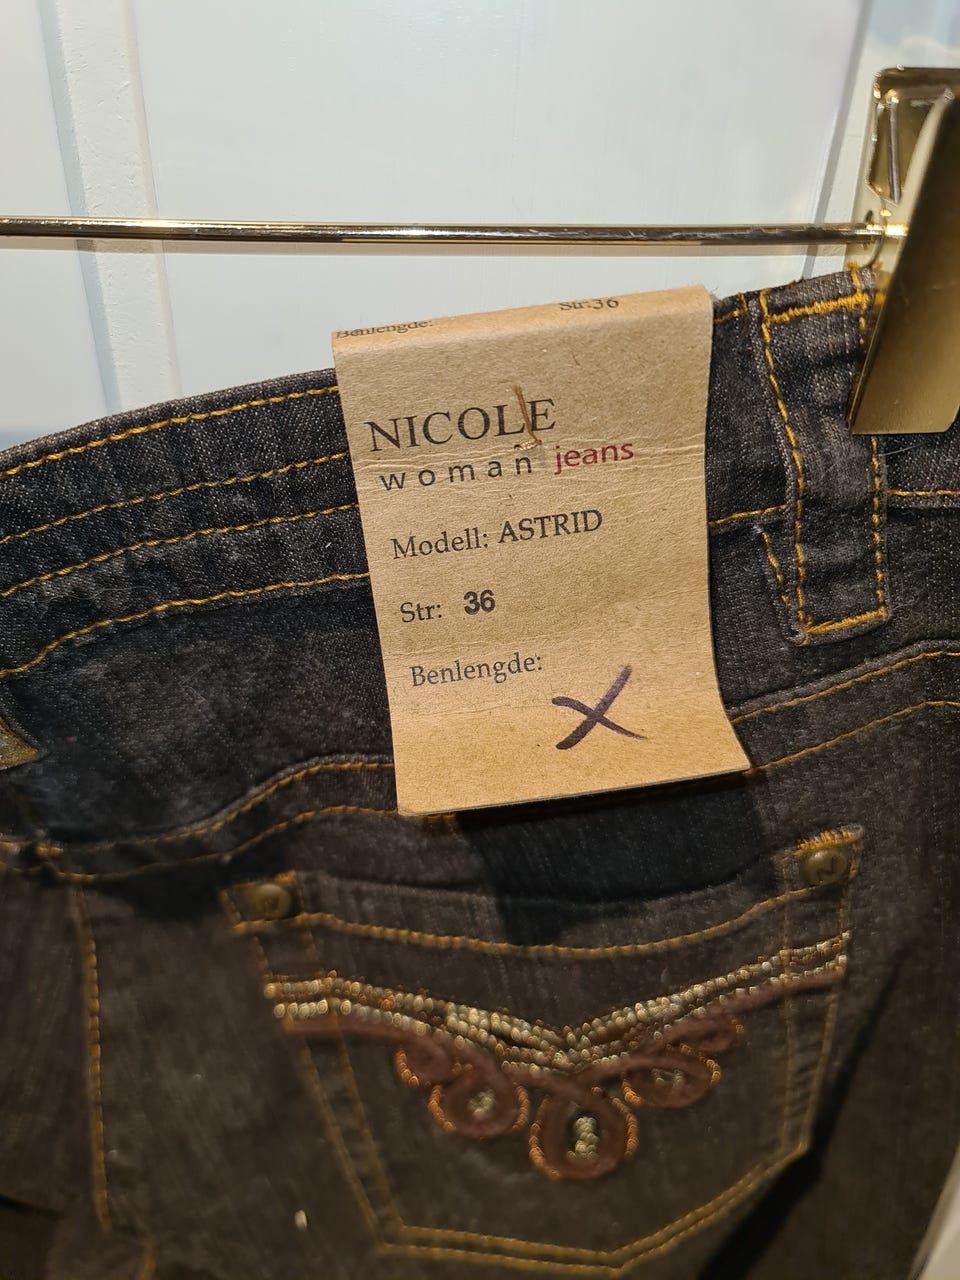 Benlengde: Str:36
NICOLE
woman jeans
Modell: ASTRID
Str: 36
Benlengde:
X
N